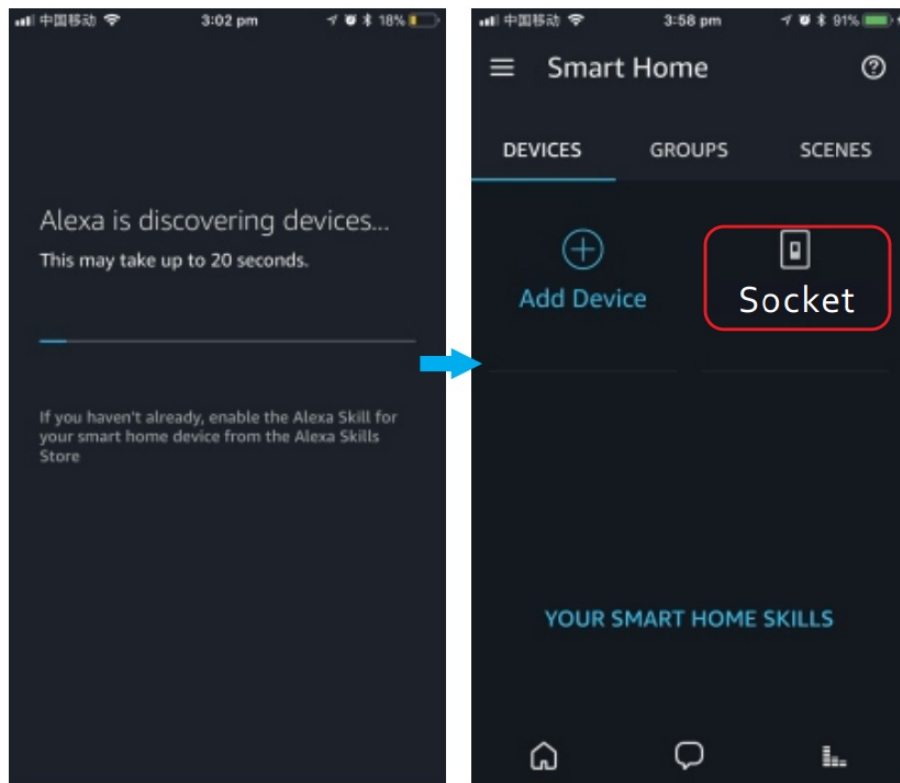 中国移动 3:02 pm 18%
Alexa is discovering devices...
This may take up to 20 seconds.
If you haven't already, enable the Alexa Skill for
your smart home device from the Alexa Skills
Store
中国移动 3:58 pm 91%
Smart Home
DEVICES GROUPS SCENES
Add Device Socket
YOUR SMART HOME SKILLS